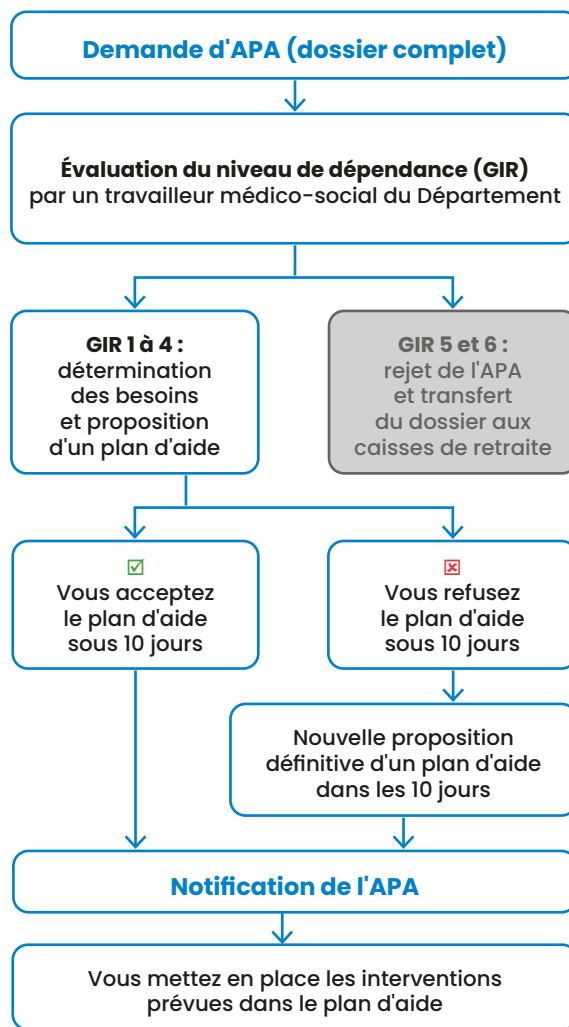 Demande d'APA (dossier complet)
Évaluation du niveau de dépendance (GIR)
par un travailleur médico-social du Département
GIR 1 à 4 :
détermination
des besoins
et proposition
d'un plan d'aide
GIR 5 et 6 :
rejet de l'APA
et transfert
du dossier aux
caisses de retraite
Vous acceptez
le plan d'aide
sous 10 jours
Vous refusez
le plan d'aide
sous 10 jours
Nouvelle proposition
définitive d'un plan d'aide
dans les 10 jours
Notification de l'APA
Vous mettez en place les interventions
prévues dans le plan d'aide